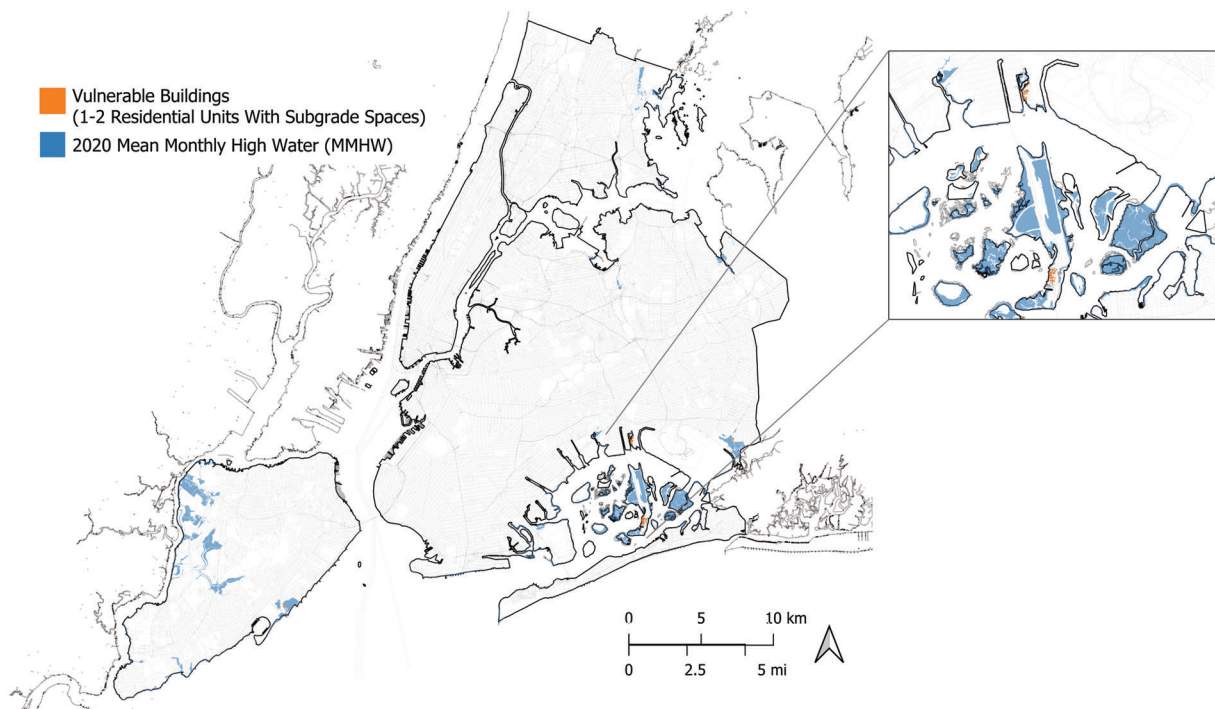 Vulnerable Buildings
(1-2 Residential Units With Subgrade Spaces)
2020 Mean Monthly High Water (MMHW)
0 5 10 km
0 2.5 5 mi